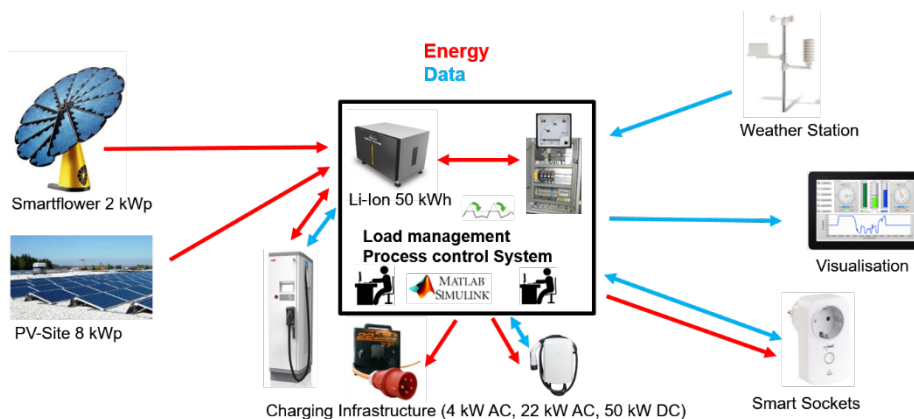 Energy
Data
Weather Station
Smartflower 2 kWp
Li-Ion 50 kWh
Load management
Process control System
MATLAB
SIMULINK
Visualisation
PV-Site 8 kWp
Smart Sockets
Charging Infrastructure (4 kW AC, 22 kW AC, 50 kW DC)